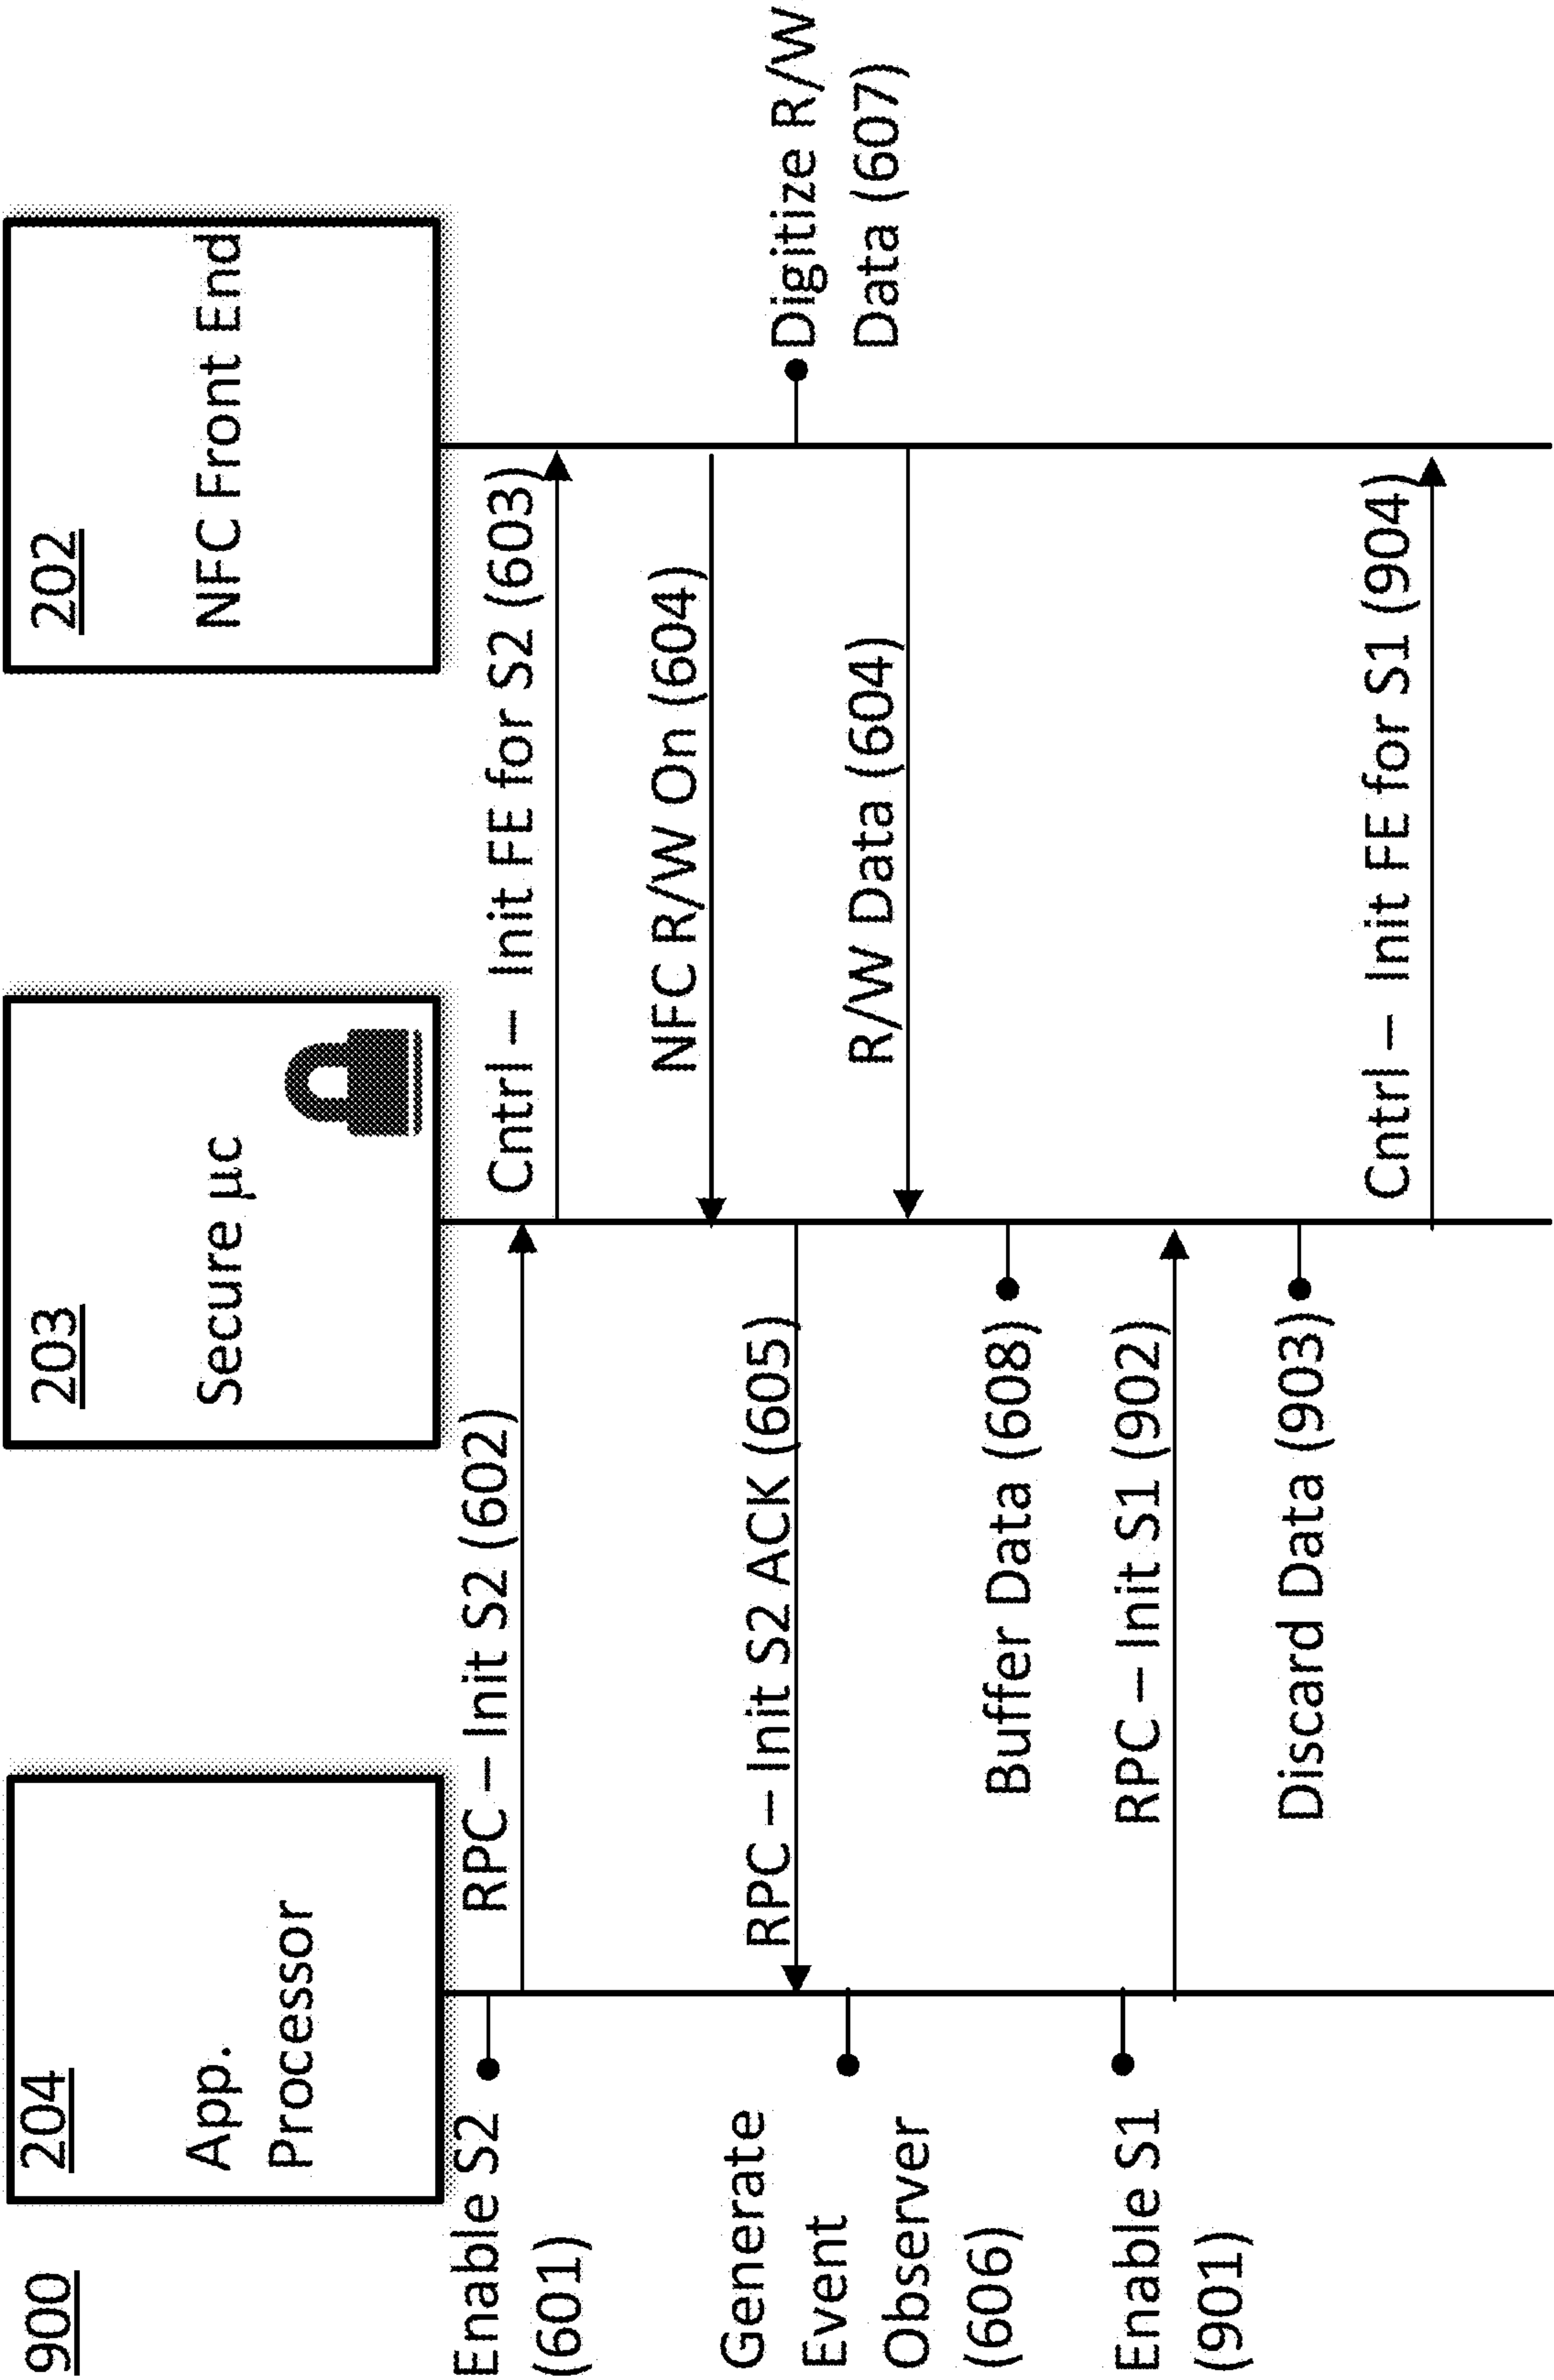 900
204
App.
Processor
203
Secure µc
202
NFC Front End
Enable S2
(601)
RPC – Init S2 (602)
Cntrl – Init FE for S2 (603)
NFC R/W On (604)
RPC – Init S2 ACK (605)
Digitize R/W
Data (607)
Generate
Event
Observer
(606)
R/W Data (604)
Buffer Data (608)
Enable S1
(901)
RPC – Init S1 (902)
Discard Data (903)
Cntrl – Init FE for S1 (904)